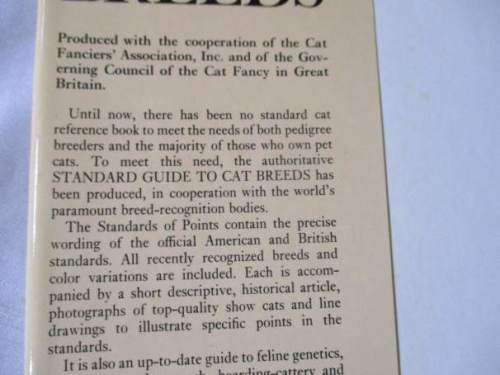 BREEDS
Produced with the cooperation of the Cat
Fanciers' Association, Inc. and of the Gov-
erning Council of the Cat Fancy in Great
Britain.
Until now, there has been no standard cat
reference book to meet the needs of both pedigree
breeders and the majority of those who own pet
cats. To meet this need, the authoritative
STANDARD GUIDE TO CAT BREEDS has
been produced, in cooperation with the world's
paramount breed-recognition bodies.
The Standards of Points contain the precise
wording of the official American and British
standards. All recently recognized breeds and
color variations are included. Each is accom-
panied by a short descriptive, historical article,
photographs of top-quality show cats and line
drawings to illustrate specific points in the
standards.
It is also an up-to-date guide to feline genetics,
boarding-cattery and